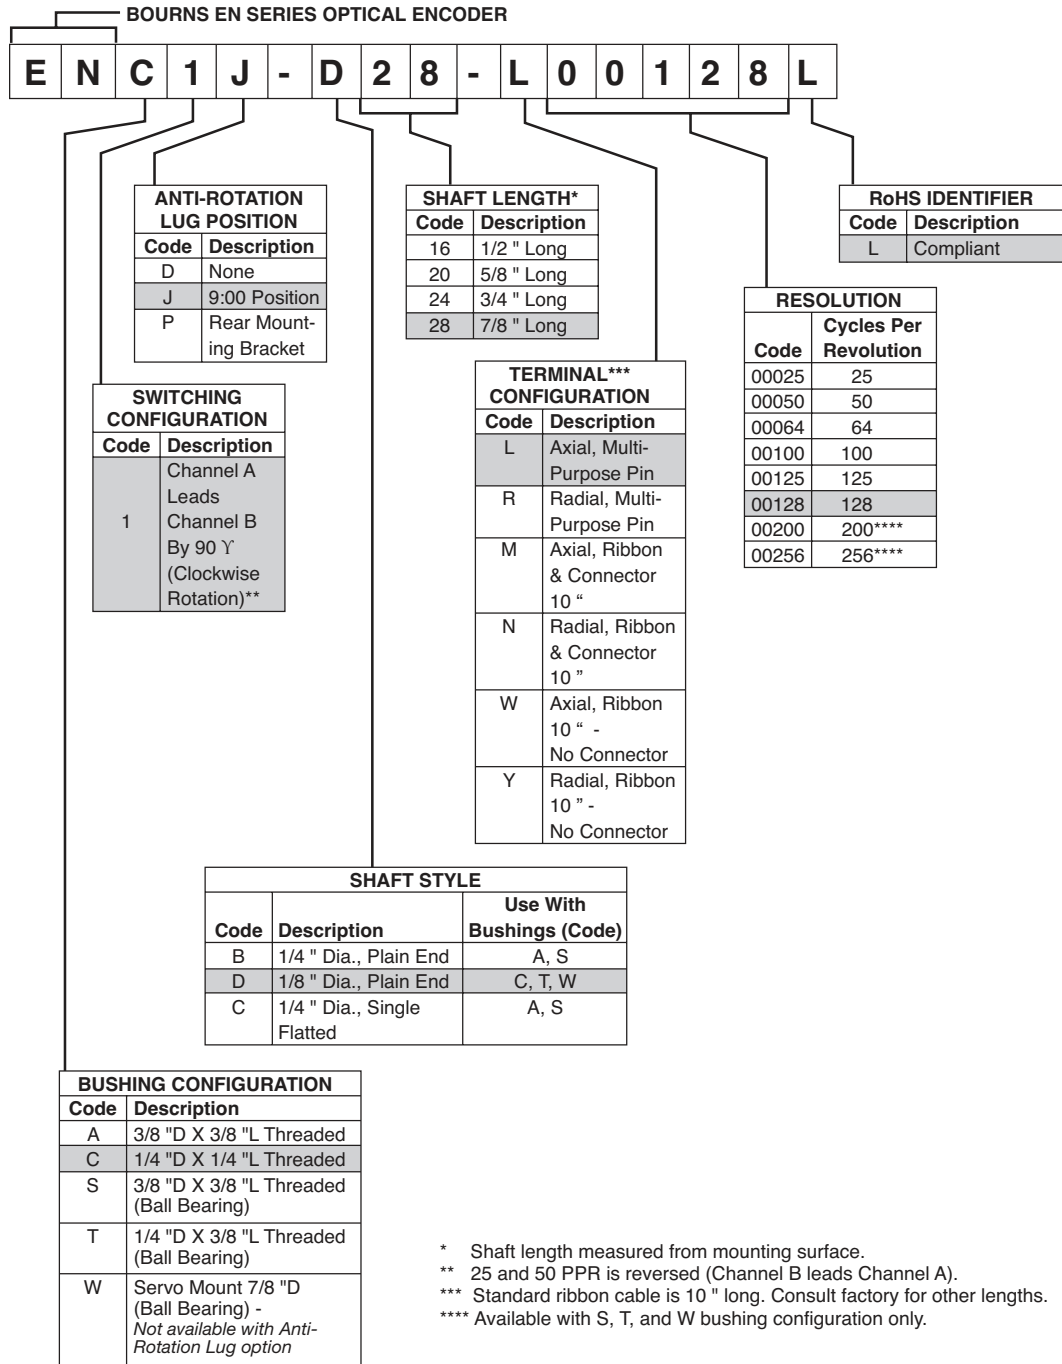 BOURNS EN SERIES OPTICAL ENCODER
E N C 1 J - D 2 8 - L 0 0 1 2 8 L
ANTI-ROTATION
LUG POSITION
Code Description
D None
J 9:00 Position
P Rear Mount-
ing Bracket
SHAFT LENGTH*
Code Description
16 1/2 " Long
20 5/8 " Long
24 3/4 " Long
28 7/8 " Long
RoHS IDENTIFIER
Code Description
L Compliant
RESOLUTION
Cycles Per
Code Revolution
00025 25
00050 50
00064 64
00100 100
00125 125
00128 128
00200 200****
00256 256****
SWITCHING
CONFIGURATION
Code Description
Channel A
Leads
1 Channel B
By 90 ϒ
(Clockwise
Rotation)**
TERMINAL***
CONFIGURATION
Code Description
L Axial, Multi-
Purpose Pin
R Radial, Multi-
Purpose Pin
M Axial, Ribbon
& Connector
10 “
N Radial, Ribbon
& Connector
10 ”
W Axial, Ribbon
10 “ -
No Connector
Y Radial, Ribbon
10 ” -
No Connector
SHAFT STYLE
Use With
Code Description Bushings (Code)
B 1/4 " Dia., Plain End A, S
D 1/8 " Dia., Plain End C, T, W
C 1/4 " Dia., Single A, S
Flatted
BUSHING CONFIGURATION
Code Description
A 3/8 "D X 3/8 "L Threaded
C 1/4 "D X 1/4 "L Threaded
S 3/8 "D X 3/8 "L Threaded
(Ball Bearing)
T 1/4 "D X 3/8 "L Threaded
(Ball Bearing)
W Servo Mount 7/8 "D
(Ball Bearing) -
Not available with Anti-
Rotation Lug option
* Shaft length measured from mounting surface.
** 25 and 50 PPR is reversed (Channel B leads Channel A).
*** Standard ribbon cable is 10 " long. Consult factory for other lengths.
**** Available with S, T, and W bushing configuration only.